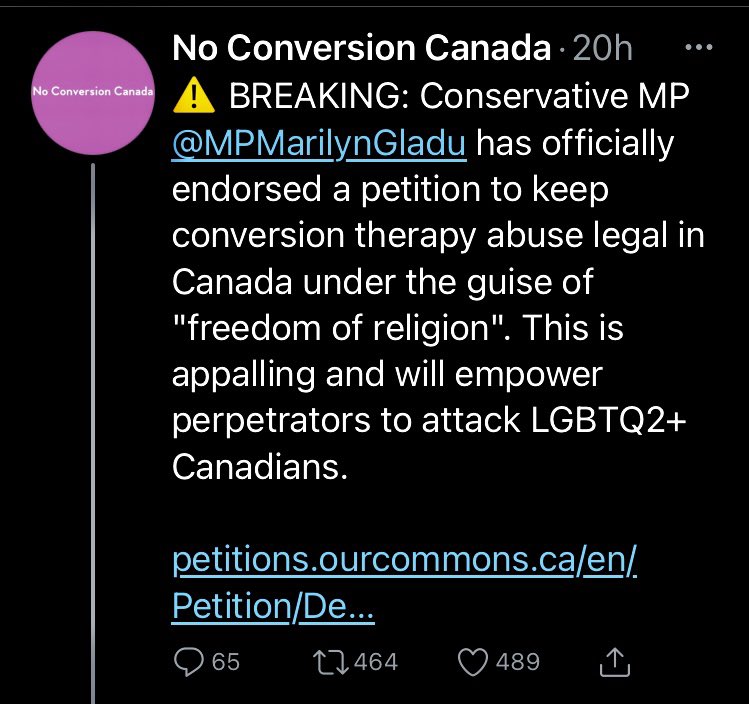 No Conversion Canada
No Conversion Canada · 20h
⚠️ BREAKING: Conservative MP
@MPMarilynGladu has officially
endorsed a petition to keep
conversion therapy abuse legal in
Canada under the guise of
"freedom of religion". This is
appalling and will empower
perpetrators to attack LGBTQ2+
Canadians.
petitions.ourcommons.ca/en/
Petition/De...
65 464 489